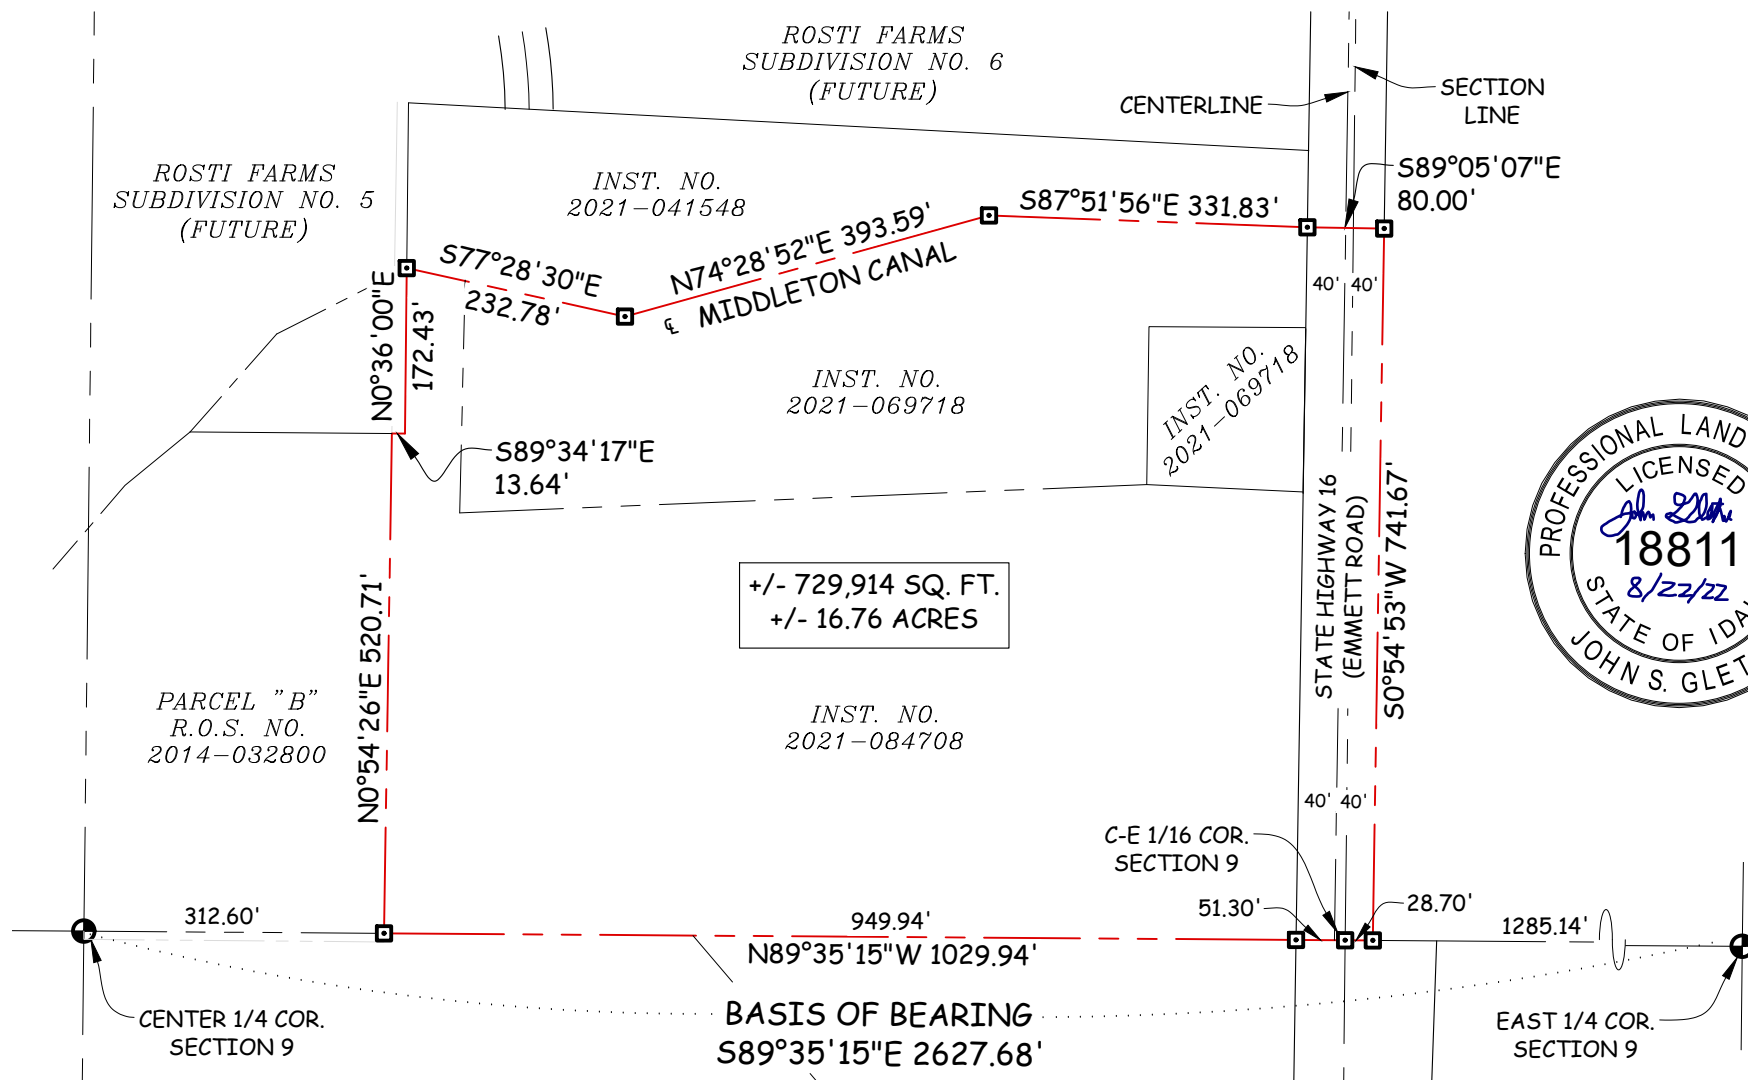 ROSTI FARMS
SUBDIVISION NO. 6
(FUTURE)
CENTERLINE
SECTION
LINE
ROSTI FARMS
SUBDIVISION NO. 5
(FUTURE)
INST. NO.
2021-041548
S89°05'07"E
80.00'
S87°51'56"E 331.83'
N74°28'52"E 393.59'
℄ MIDDLETON CANAL
S77°28'30"E
232.78'
N0°36'00"E
172.43'
40' 40'
INST. NO.
2021-069718
INST. NO.
2021-069718
S89°34'17"E
13.64'
STATE HIGHWAY 16
(EMMETT ROAD)
S0°54'53"W 741.67'
PROFESSIONAL LAND
LICENSED
18811
8/22/22
STATE OF
JOHN S.
+/- 729,914 SQ. FT.
+/- 16.76 ACRES
N0°54'26"E 520.71'
PARCEL "B"
R.O.S. NO.
2014-032800
INST. NO.
2021-084708
40' 40'
C-E 1/16 COR.
SECTION 9
312.60'
949.94'
51.30'
28.70'
1285.14'
N89°35'15"W 1029.94'
BASIS OF BEARING
S89°35'15"E 2627.68'
CENTER 1/4 COR.
SECTION 9
EAST 1/4 COR.
SECTION 9